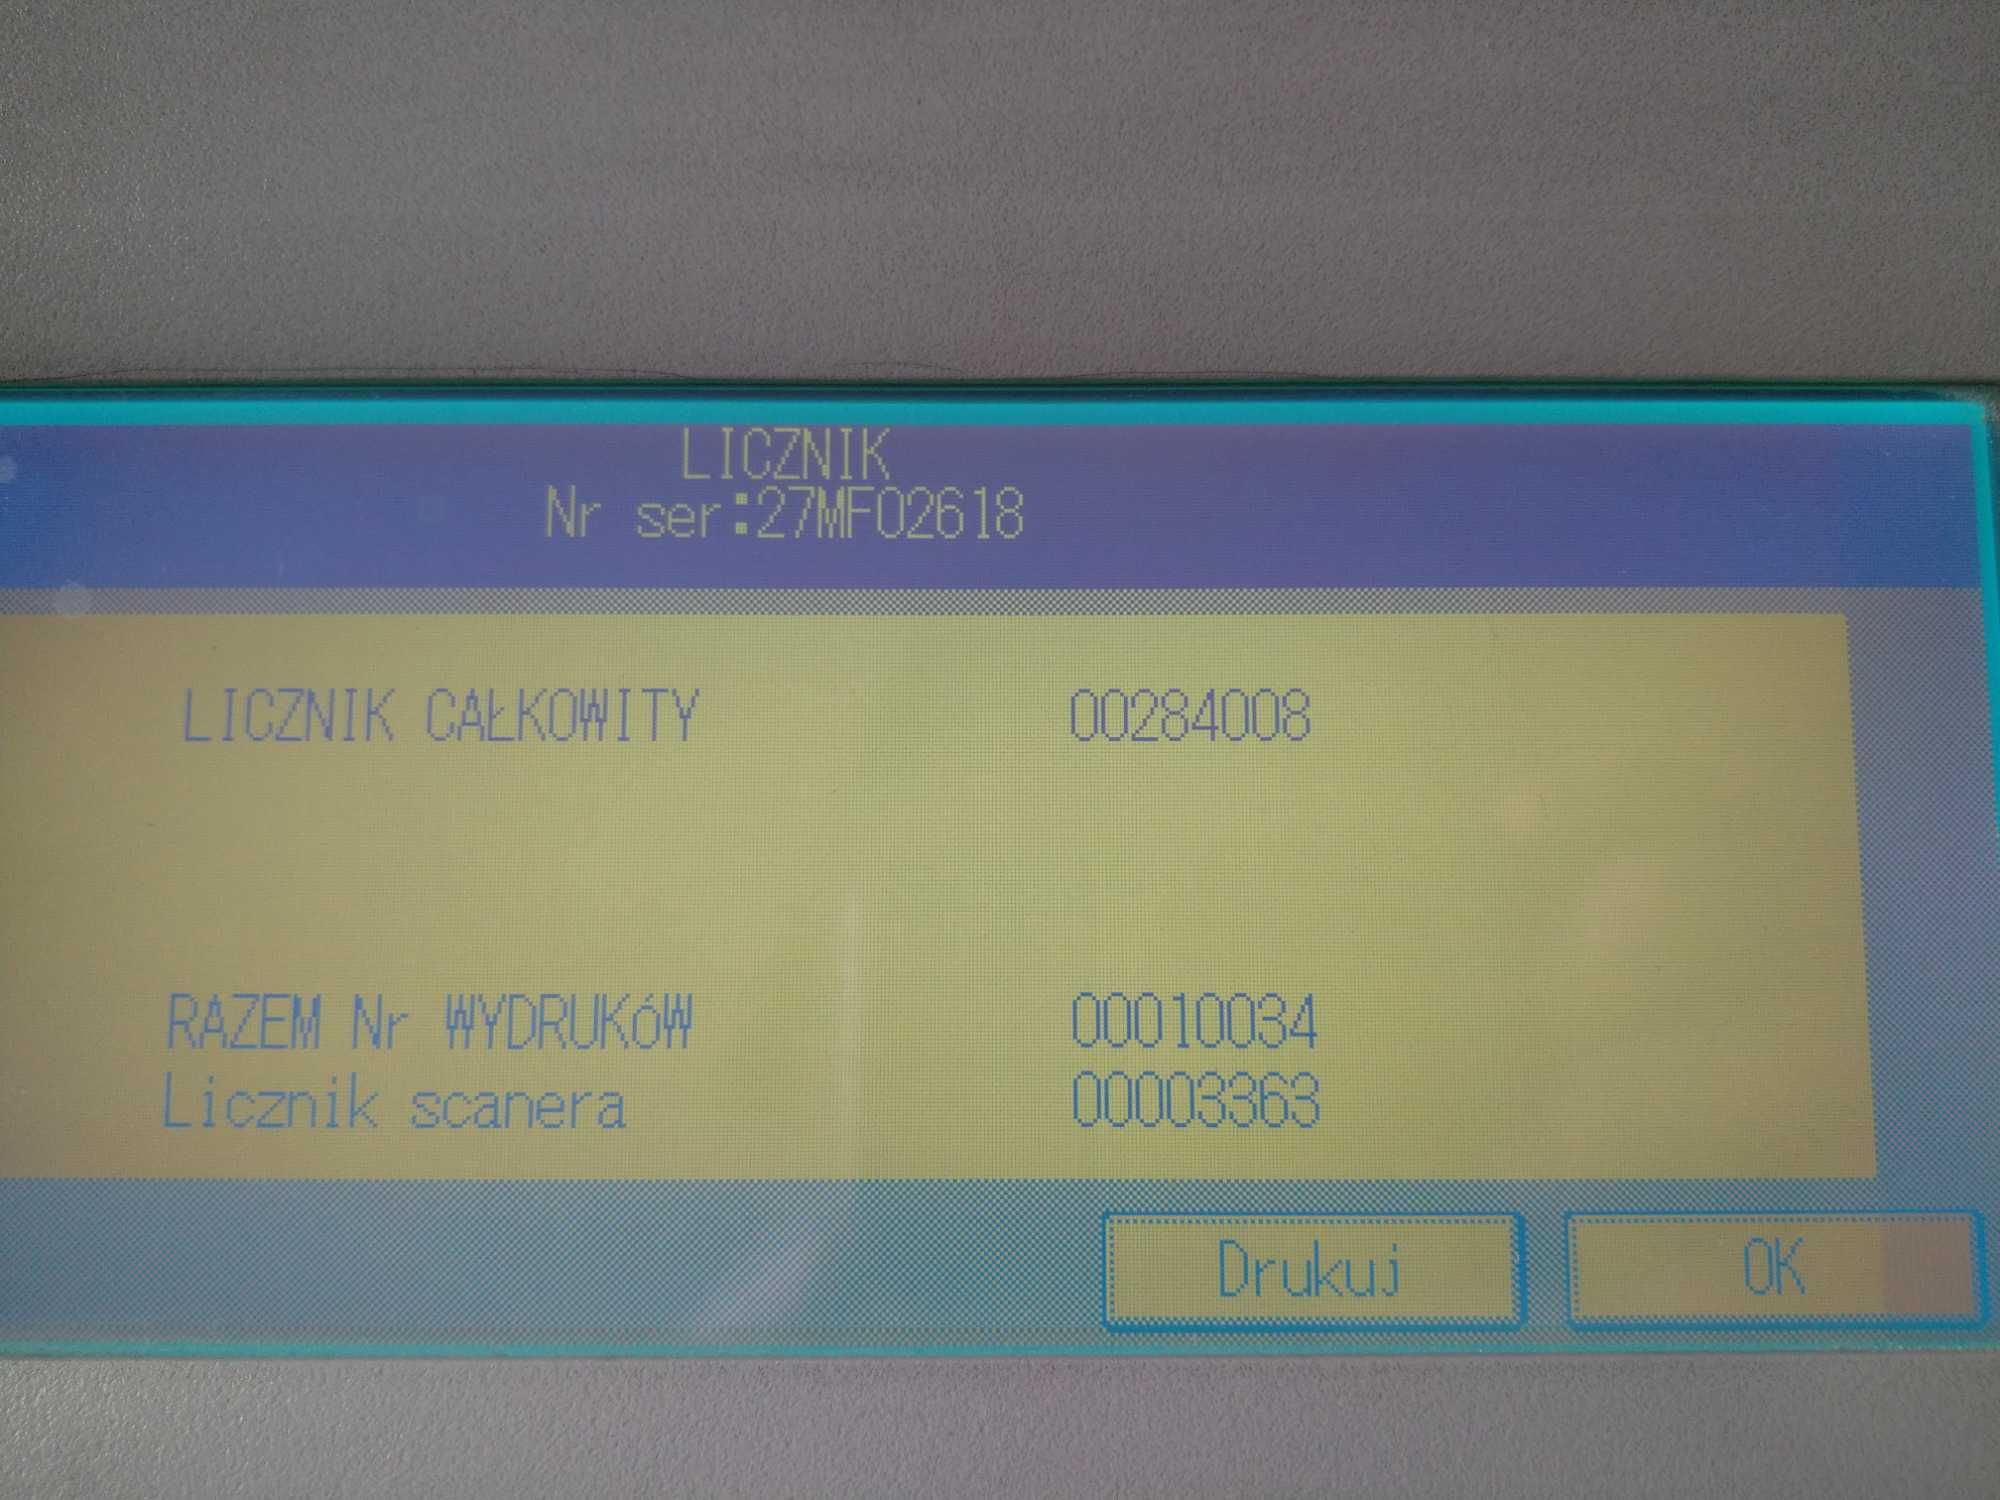 LICZNIK
Nr ser:27MF02618
LICZNIK CAŁKOWITY 00284008
RAZEM Nr WYDRUKóW 00010034
Licznik scanera 00003363
Drukuj OK